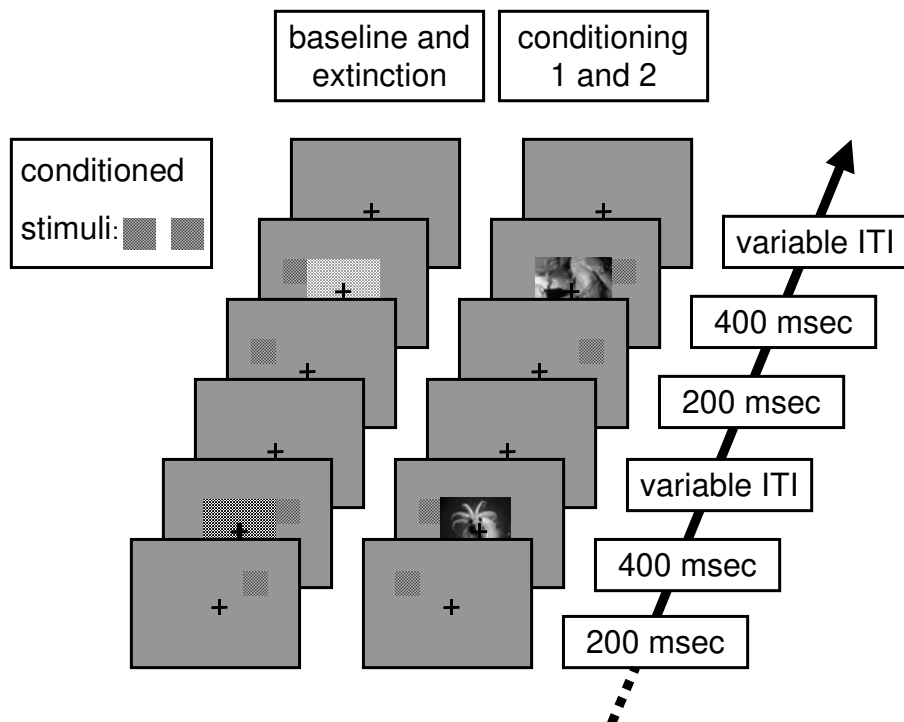 baseline and
extinction
conditioning
1 and 2
conditioned
stimuli:
variable ITI
400 msec
200 msec
variable ITI
400 msec
200 msec